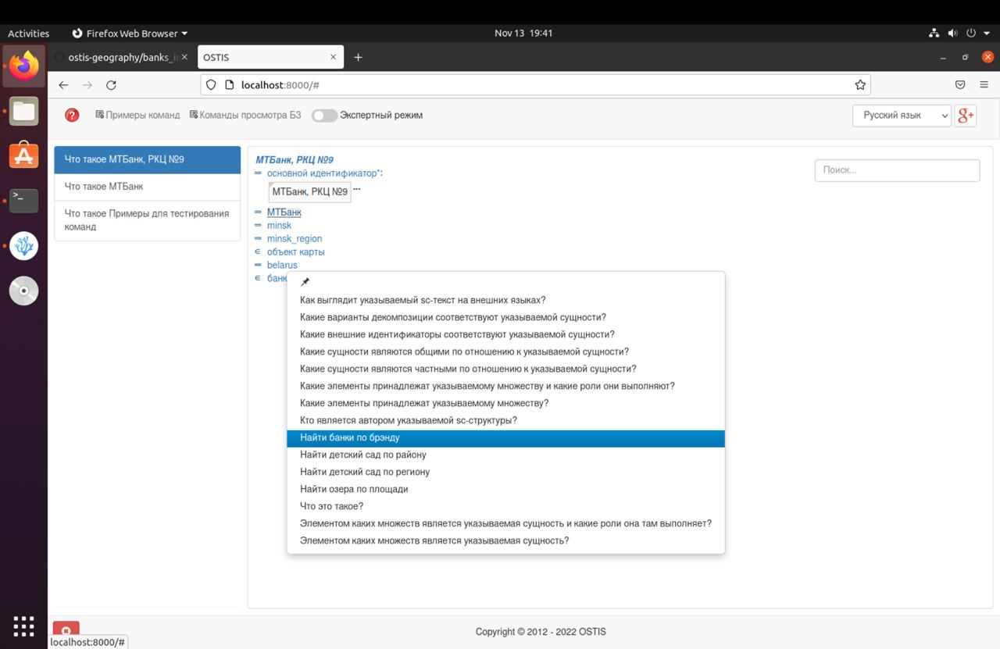 Activities
Firefox Web Browser
Nov 13 19:41
ostis-geography/banks_i
OSTIS
localhost:8000/#
Примеры команд
Команды просмотра БЗ
Экспертный режим
Русский язык
g+
Что такое МТБанк, РКЦ №9
Что такое МТБанк
Что такое Примеры для тестирования
команд
МТБанк, РКЦ №9
основной идентификатор*:
МТБанк, РКЦ №9
...
Поиск...
МТБанк
minsk
minsk_region
объект карты
belarus
банк
Как выглядит указываемый sc-текст на внешних языках?
Какие варианты декомпозиции соответствуют указываемой сущности?
Какие внешние идентификаторы соответствуют указываемой сущности?
Какие сущности являются общими по отношению к указываемой сущности?
Какие сущности являются частными по отношению к указываемой сущности?
Какие элементы принадлежат указываемому множеству и какие роли они выполняют?
Какие элементы принадлежат указываемому множеству?
Кто является автором указываемой sc-структуры?
Найти банки по брэнду
Найти детский сад по району
Найти детский сад по региону
Найти озера по площади
Что это такое?
Элементом каких множеств является указываемая сущность и какие роли она там выполняет?
Элементом каких множеств является указываемая сущность?
Copyright © 2012 - 2022 OSTIS
localhost:8000/#